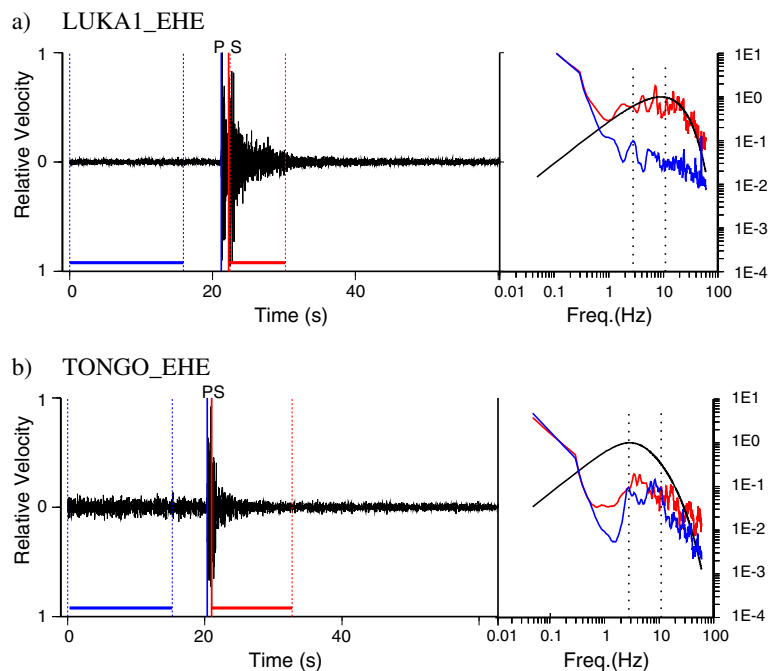 a) LUKA1_EHE
P S
Relative Velocity
1
0
1
0 20 40
Time (s)
1E1
1E0
1E-1
1E-2
1E-3
1E-4
0.01 0.1 1 10 100
Freq.(Hz)
b) TONGO_EHE
PS
Relative Velocity
1
0
1
0 20 40 60
Time (s)
1E1
1E0
1E-1
1E-2
1E-3
1E-4
0.1 1 10 100
Freq.(Hz)